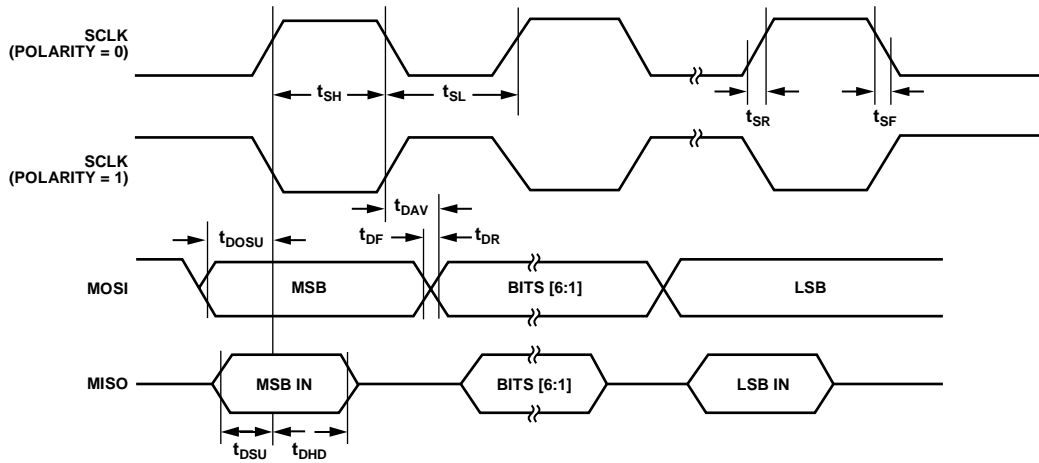 SCLK
(POLARITY = 0)
tSH
tSL
tSR
tSF
SCLK
(POLARITY = 1)
tDAV
tDOSU
tDF
tDR
MOSI
MSB
BITS [6:1]
LSB
MISO
MSB IN
BITS [6:1]
LSB IN
tDSU
tDHD